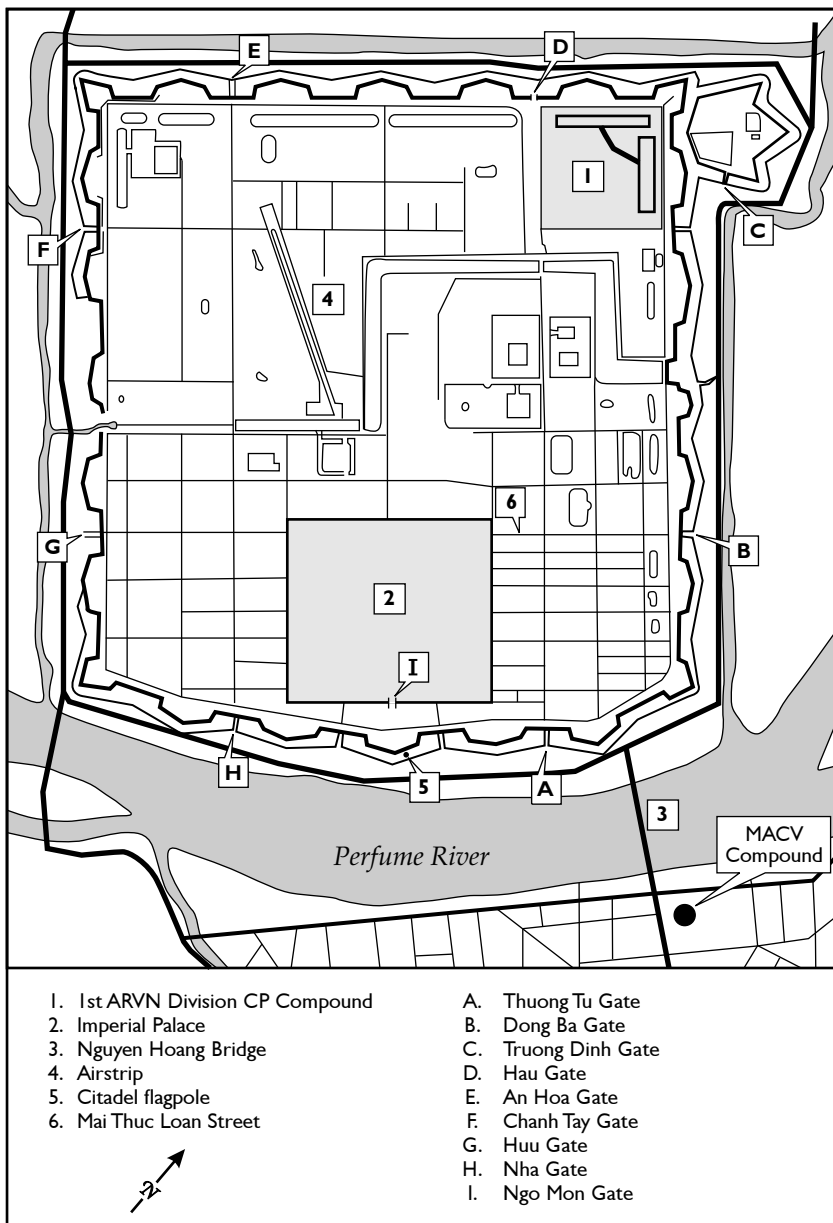 E
D
1
C
F
4
6
G
B
2
I
H
5
A
3
MACV
Compound
Perfume River
1. 1st ARVN Division CP Compound
2. Imperial Palace
3. Nguyen Hoang Bridge
4. Airstrip
5. Citadel flagpole
6. Mai Thuc Loan Street
N
A. Thuong Tu Gate
B. Dong Ba Gate
C. Truong Dinh Gate
D. Hau Gate
E. An Hoa Gate
F. Chanh Tay Gate
G. Huu Gate
H. Nha Gate
I. Ngo Mon Gate